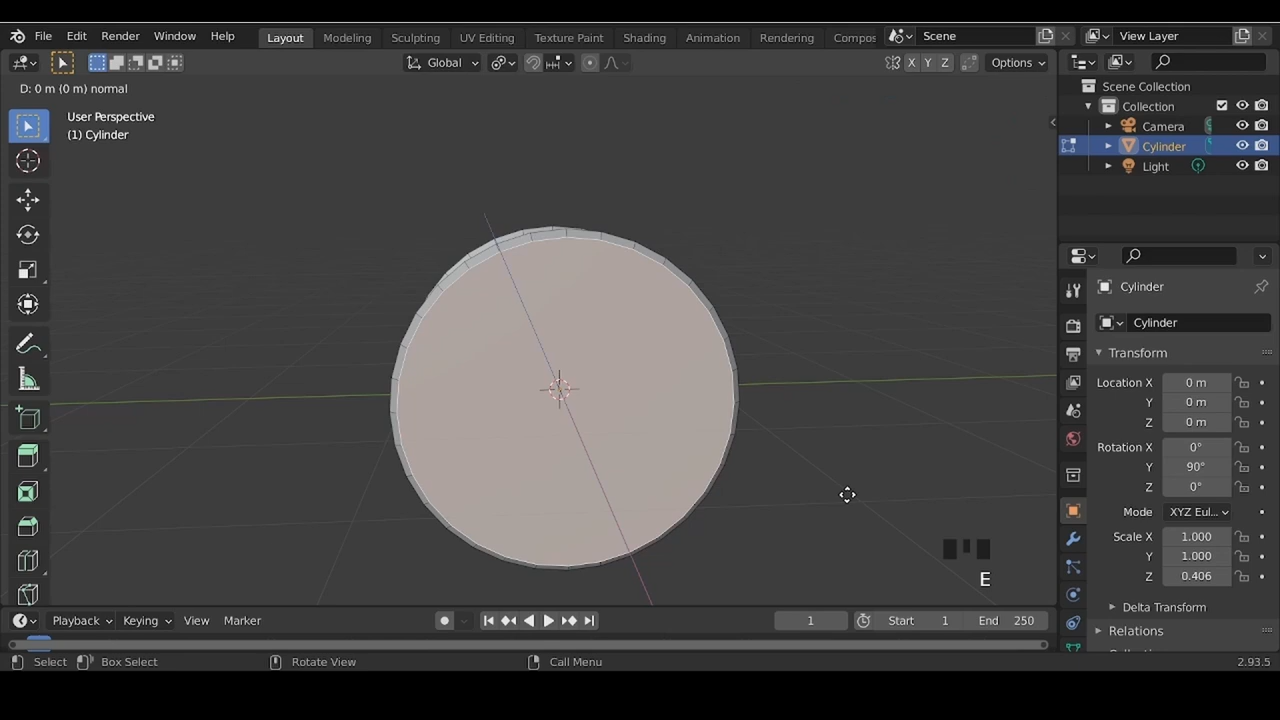 File Edit Render Window Help Layout Modeling Sculpting UV Editing Texture Paint Shading Animation Rendering Compos Scene View Layer
Global X Y Z Options
D: 0 m (0 m) normal
User Perspective
(1) Cylinder
Scene Collection
Collection
Camera
Cylinder
Light
Cylinder
Cylinder
Transform
Location X 0 m
Y 0 m
Z 0 m
Rotation X 0°
Y 90°
Z 0°
Mode XYZ Eul...
Scale X 1.000
Y 1.000
Z 0.406
Delta Transform
Relations
E
Playback Keying View Marker 1 Start 1 End 250
Select Box Select Rotate View Call Menu 2.93.5